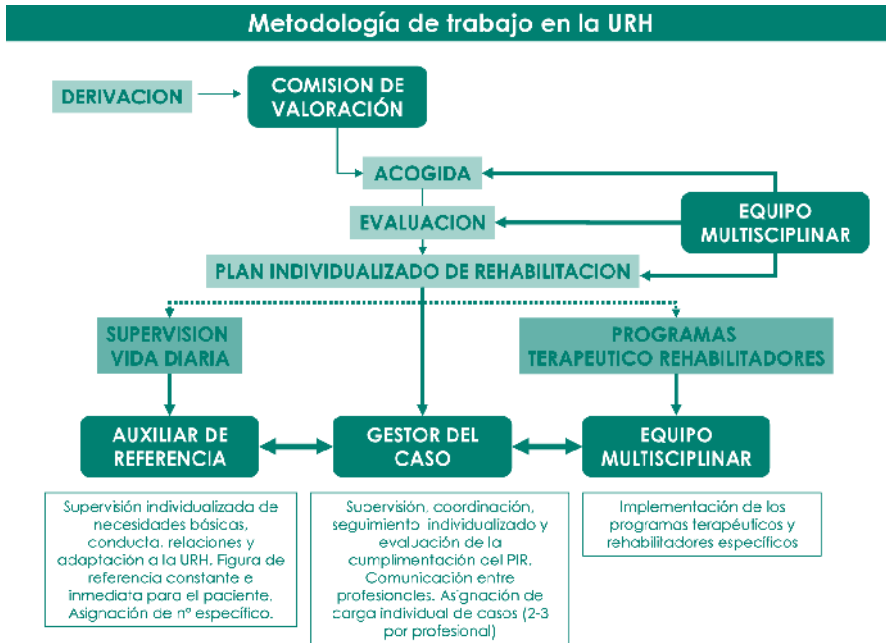 Metodología de trabajo en la URH
DERIVACION
COMISION DE
VALORACIÓN
ACOGIDA
EVALUACION
EQUIPO
MULTISCIPLINAR
PLAN INDIVIDUALIZADO DE REHABILITACION
SUPERVISION
VIDA DIARIA
PROGRAMAS
TERAPEUTICO REHABILITADORES
AUXILIAR DE
REFERENCIA
GESTOR DEL
CASO
EQUIPO
MULTISCIPLINAR
Supervisión individualizada de
necesidades básicas,
conducta, relaciones y
adaptación a la URH. Figura de
referencia constante e
inmediata para el paciente.
Asignación de nº específico.
Supervisión, coordinación,
seguimiento individualizado y
evaluación de la
cumplimentación del PIR.
Comunicación entre
profesionales. Asignación de
carga individual de casos (2-3
por profesional)
Implementación de los
programas terapéuticos y
rehabilitadores específicos